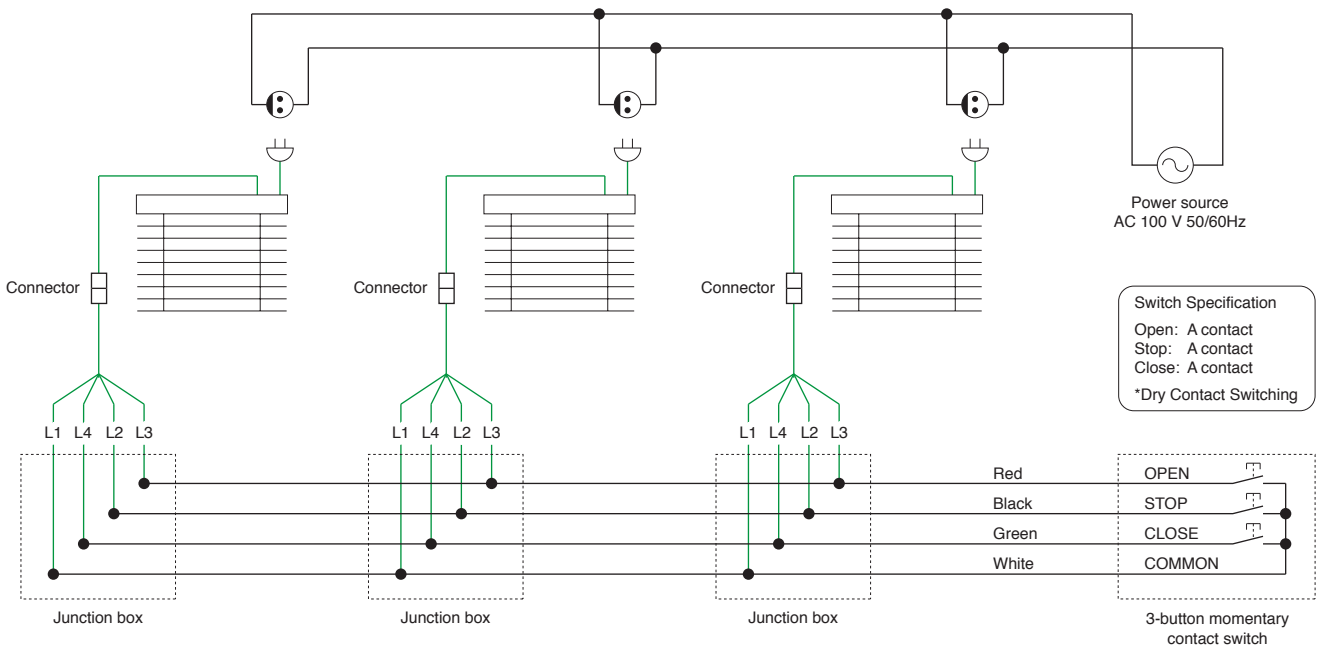 Power source
AC 100 V 50/60Hz
Connector
Connector
Connector
Switch Specification
Open: A contact
Stop: A contact
Close: A contact
*Dry Contact Switching
L1 L4 L2 L3
L1 L4 L2 L3
L1 L4 L2 L3
Red OPEN
Black STOP
Green CLOSE
White COMMON
Junction box
Junction box
Junction box
3-button momentary
contact switch